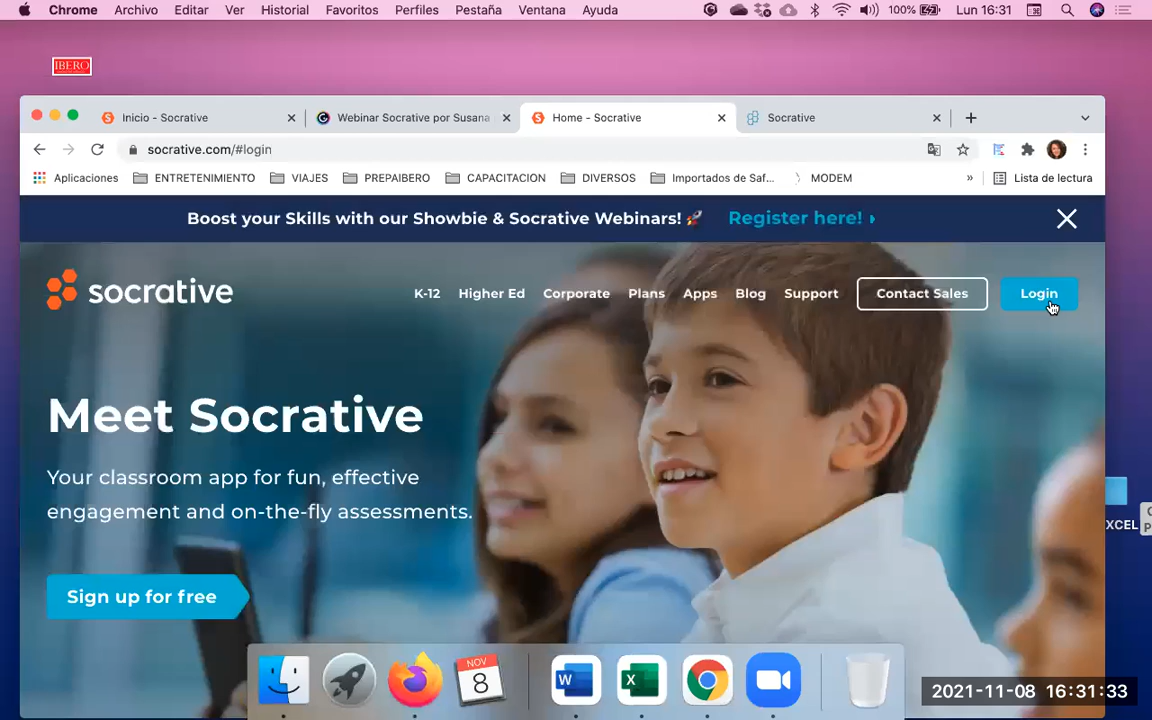 Chrome Archivo Editar Ver Historial Favoritos Perfiles Pestaña Ventana Ayuda 100% Lun 16:31
IBERO
Inicio - Socrative Webinar Socrative por Susana Home - Socrative Socrative
socrative.com/#login
Aplicaciones ENTRETENIMIENTO VIAJES PREPAIBERO CAPACITACION DIVERSOS Importados de Saf... MODEM » Lista de lectura
Boost your Skills with our Showbie & Socrative Webinars! 🚀 Register here!
socrative K-12 Higher Ed Corporate Plans Apps Blog Support Contact Sales Login
Meet Socrative
Your classroom app for fun, effective
engagement and on-the-fly assessments.
XCEL
Sign up for free
NOV
8
W X
2021-11-08 16:31:33